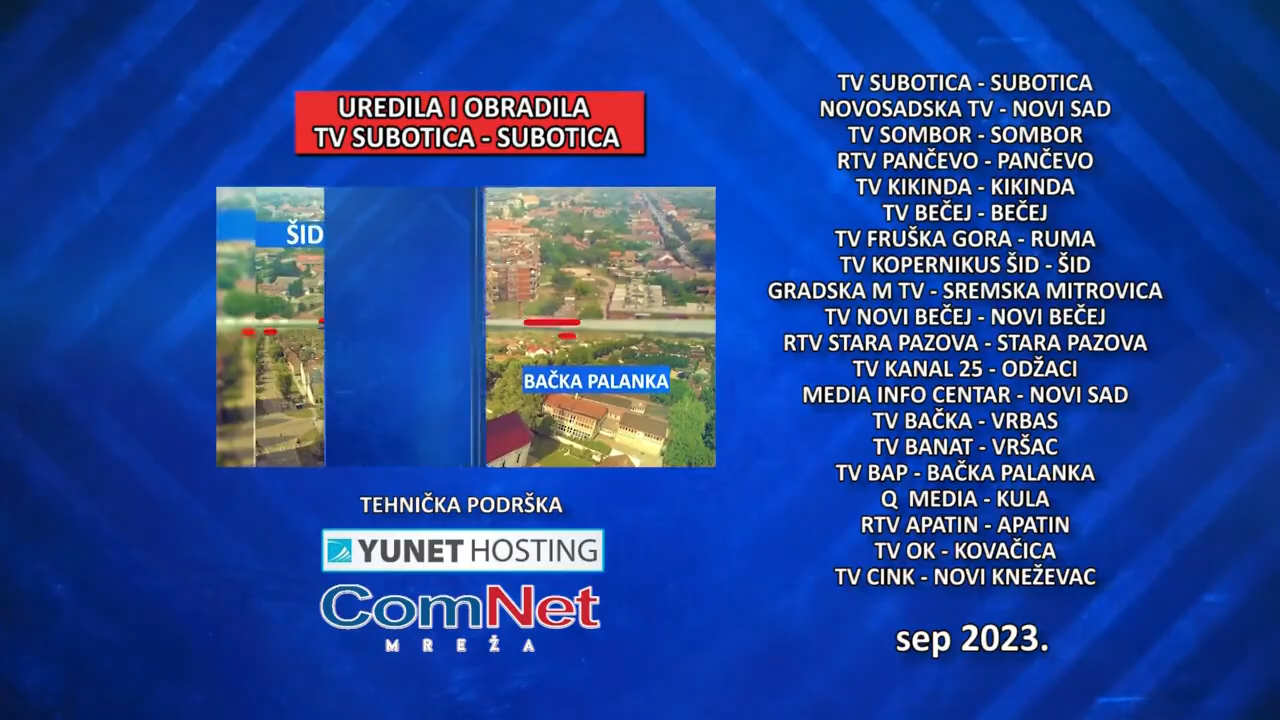 UREDILA I OBRADILA
TV SUBOTICA - SUBOTICA
ŠID
BAČKA PALANKA
TEHNIČKA PODRŠKA
YUNET HOSTING
ComNet
MREŽA
TV SUBOTICA - SUBOTICA
NOVOSADSKA TV - NOVI SAD
TV SOMBOR - SOMBOR
RTV PANČEVO - PANČEVO
TV KIKINDA - KIKINDA
TV BEČEJ - BEČEJ
TV FRUŠKA GORA - RUMA
TV KOPERNIKUS ŠID - ŠID
GRADSKA M TV - SREMSKA MITROVICA
TV NOVI BEČEJ - NOVI BEČEJ
RTV STARA PAZOVA - STARA PAZOVA
TV KANAL 25 - ODŽACI
MEDIA INFO CENTAR - NOVI SAD
TV BAČKA - VRBAS
TV BANAT - VRŠAC
TV BAP - BAČKA PALANKA
Q MEDIA - KULA
RTV APATIN - APATIN
TV OK - KOVAČICA
TV CINK - NOVI KNEŽEVAC
sep 2023.